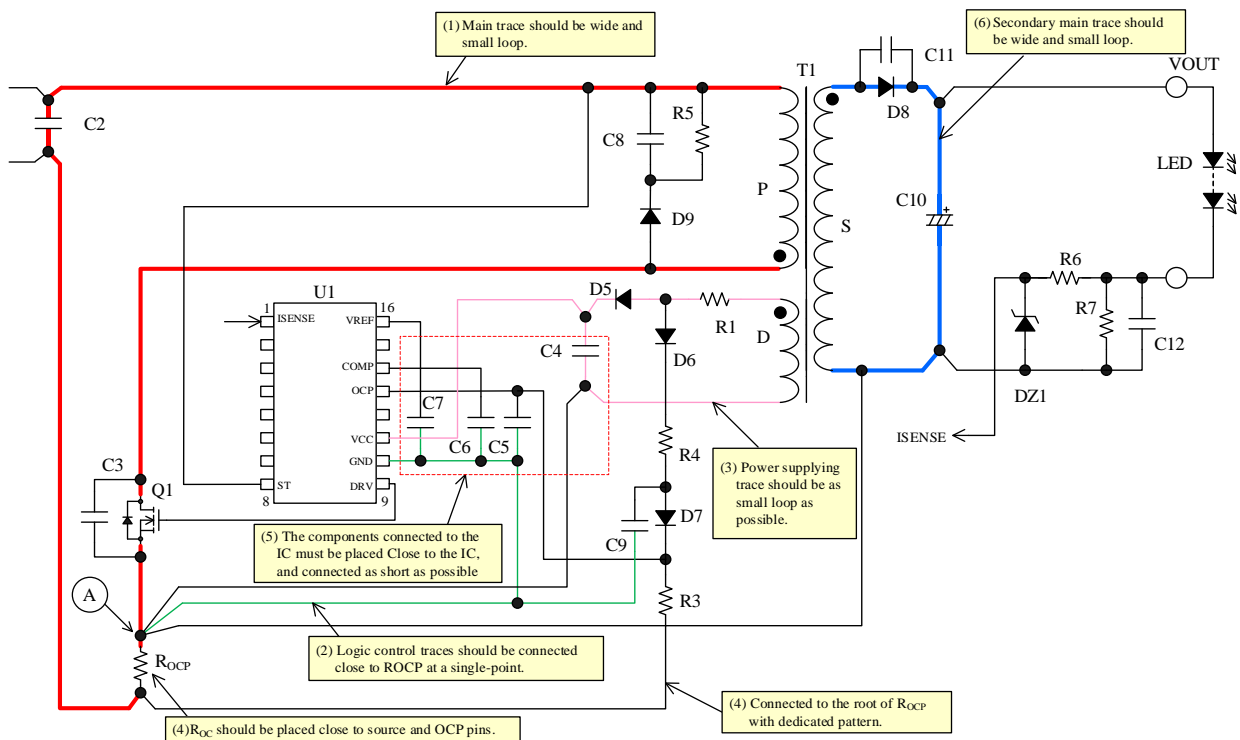 (1) Main trace should be wide and
small loop.
(6) Secondary main trace should
be wide and small loop.
C11
T1
VOUT
D8
C2
R5
C8
LED
P
D9
S
C10
U1
D5
R1
D
D6
R6
R7
C12
DZ1
1
16
ISENSE
VREF
COMP
OCP
VCC
GND
ST
DRV
8
9
C4
C7
C6
C5
ISENSE
R4
(3) Power supplying
trace should be as
small loop as
possible.
C3
Q1
D7
C9
(5) The components connected to the
IC must be placed Close to the IC,
and connected as short as possible
R3
A
(2) Logic control traces should be connected
close to ROCP at a single-point.
ROCP
(4)ROC should be placed close to source and OCP pins.
(4) Connected to the root of ROCP
with dedicated pattern.